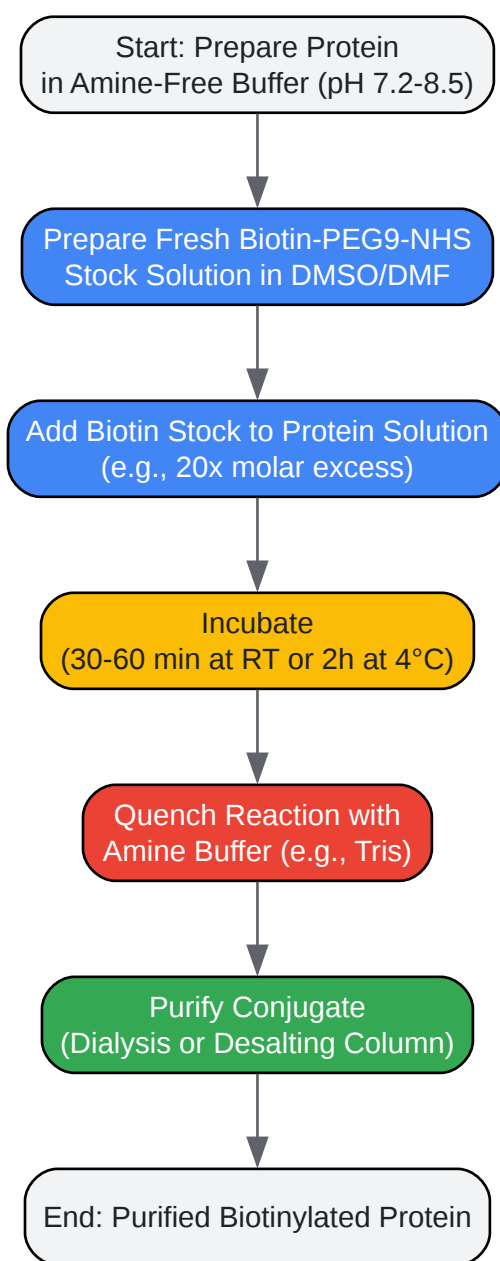 Start: Prepare Protein
in Amine-Free Buffer (pH 7.2-8.5)
Prepare Fresh Biotin-PEG9-NHS
Stock Solution in DMSO/DMF
Add Biotin Stock to Protein Solution
(e.g., 20x molar excess)
Incubate
(30-60 min at RT or 2h at 4°C)
Quench Reaction with
Amine Buffer (e.g., Tris)
Purify Conjugate
(Dialysis or Desalting Column)
End: Purified Biotinylated Protein